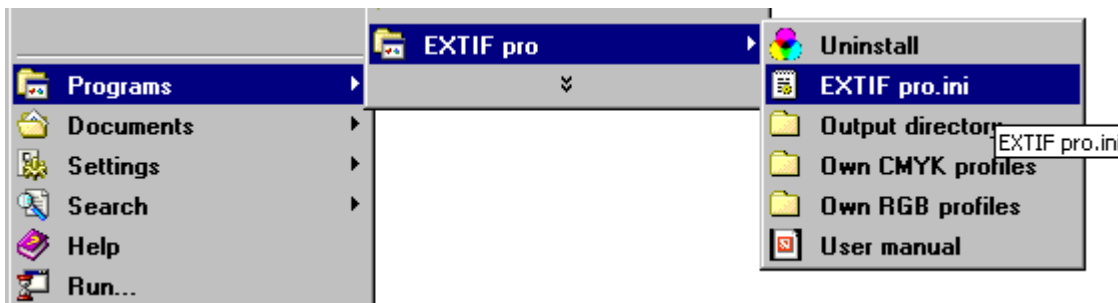 Programs
Documents
Settings
Search
Help
Run...
EXTIF pro
Uninstall
EXTIF pro.ini
Output directory
EXTIF pro.ini
Own CMYK profiles
Own RGB profiles
User manual